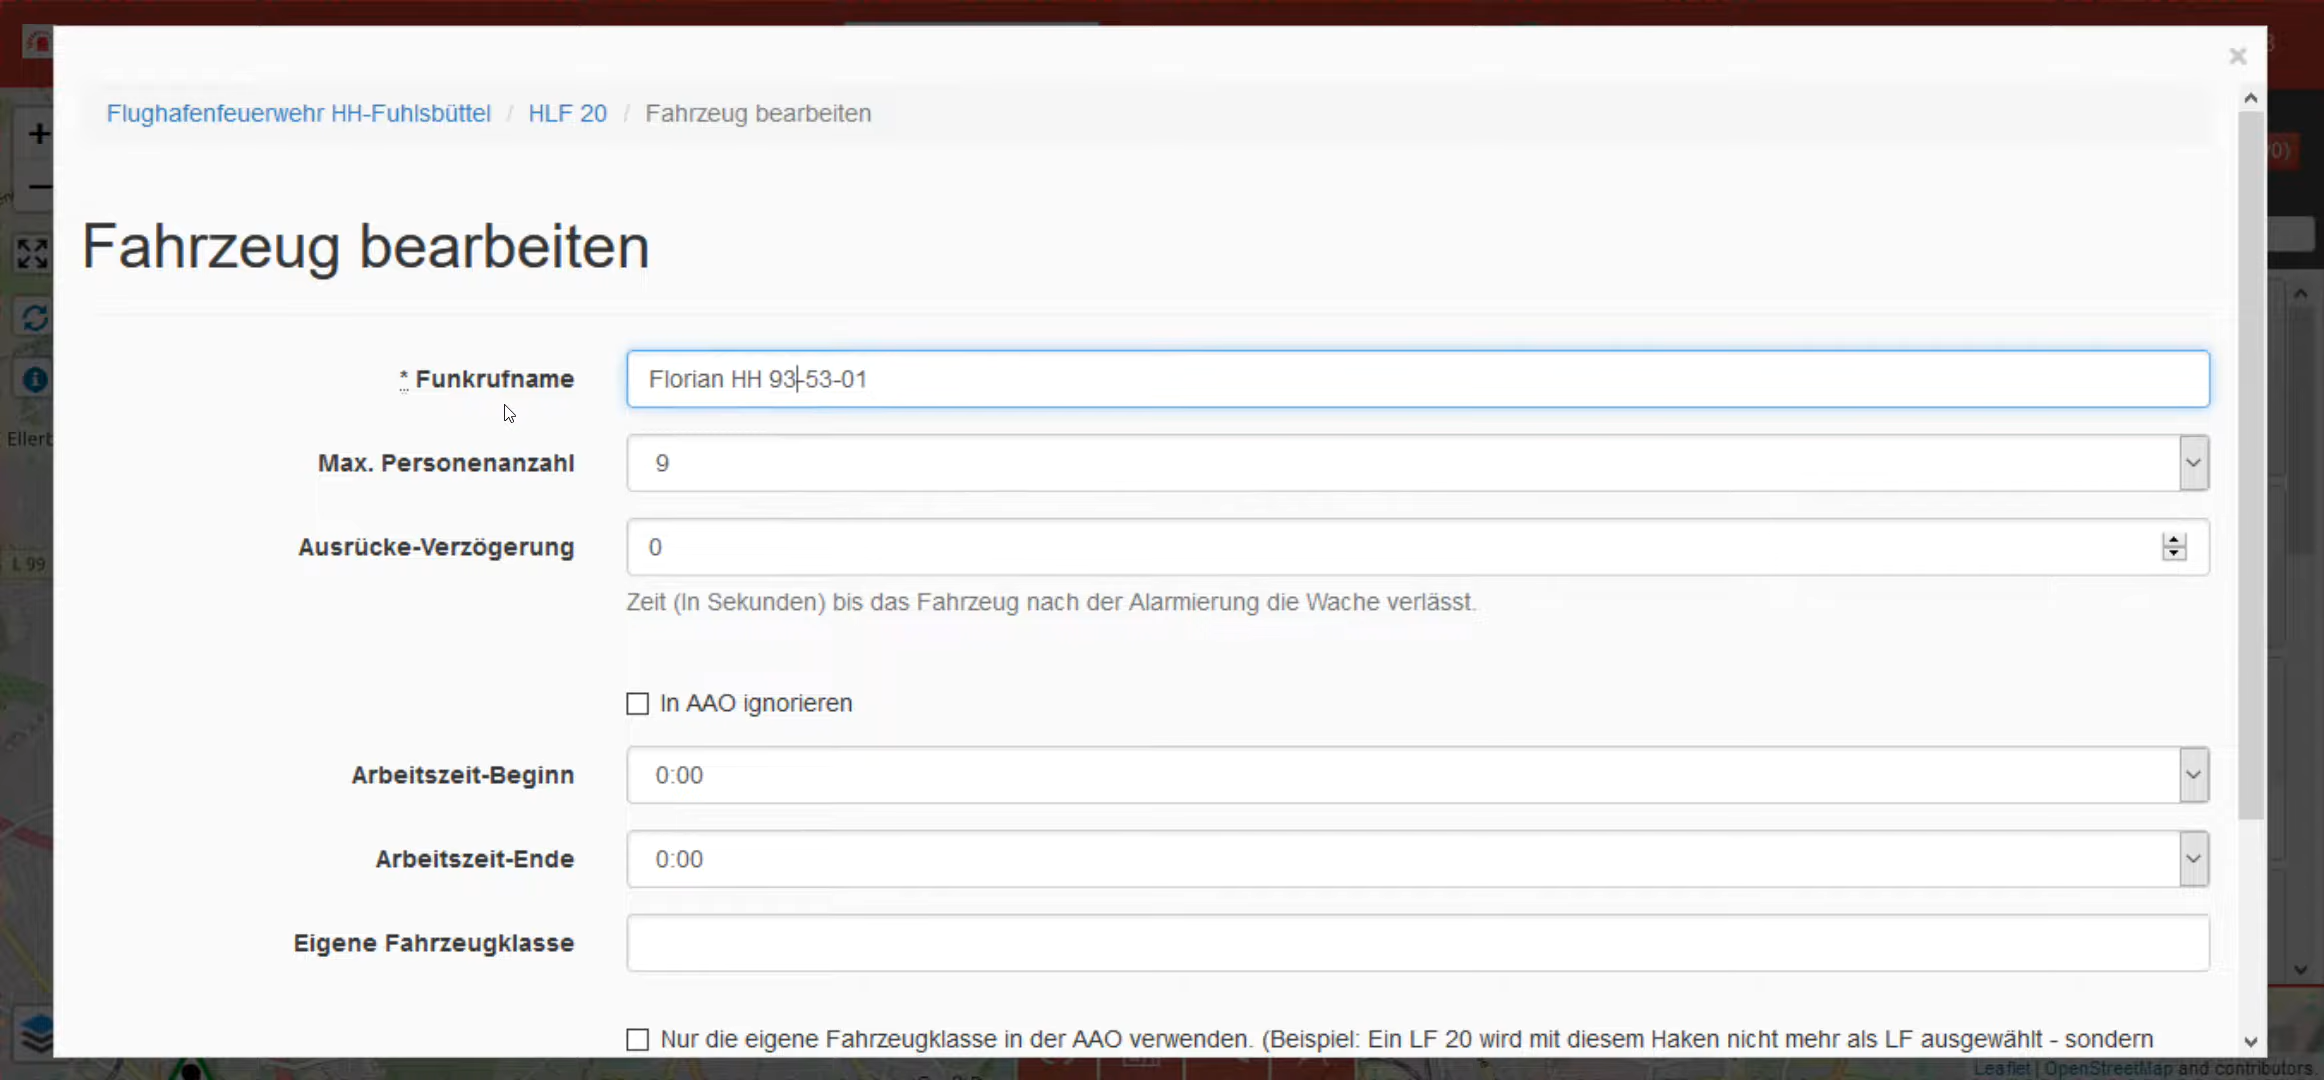 Flughafenfeuerwehr HH-Fuhlsbüttel / HLF 20 / Fahrzeug bearbeiten
Fahrzeug bearbeiten
* Funkrufname Florian HH 93-53-01
Max. Personenanzahl 9
Ausrücke-Verzögerung 0
Zeit (In Sekunden) bis das Fahrzeug nach der Alarmierung die Wache verlässt.
In AAO ignorieren
Arbeitszeit-Beginn 0:00
Arbeitszeit-Ende 0:00
Eigene Fahrzeugklasse
Nur die eigene Fahrzeugklasse in der AAO verwenden. (Beispiel: Ein LF 20 wird mit diesem Haken nicht mehr als LF ausgewählt - sondern
L 99
Leaflet | OpenStreetMap and contributors